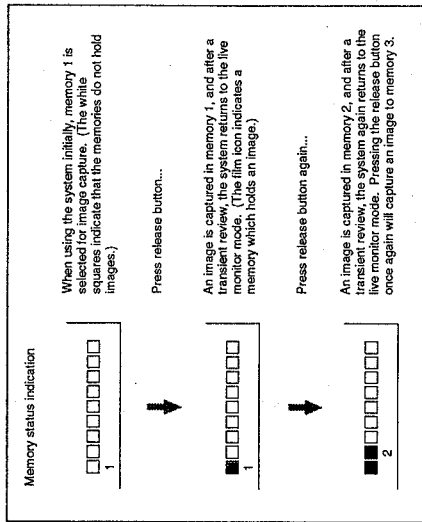 Memory status indication
When using the system initially, memory 1 is
selected for image capture. (The white
squares indicate that the memories do not hold
images.)
1
Press release button...
An image is captured in memory 1, and after a
transient review, the system returns to the live
monitor mode. (The film icon indicates a
memory which holds an image.)
1
Press release button again...
An image is captured in memory 2, and after a
transient review, the system again returns to the
live monitor mode. Pressing the release button
once again will capture an image to memory 3.
2